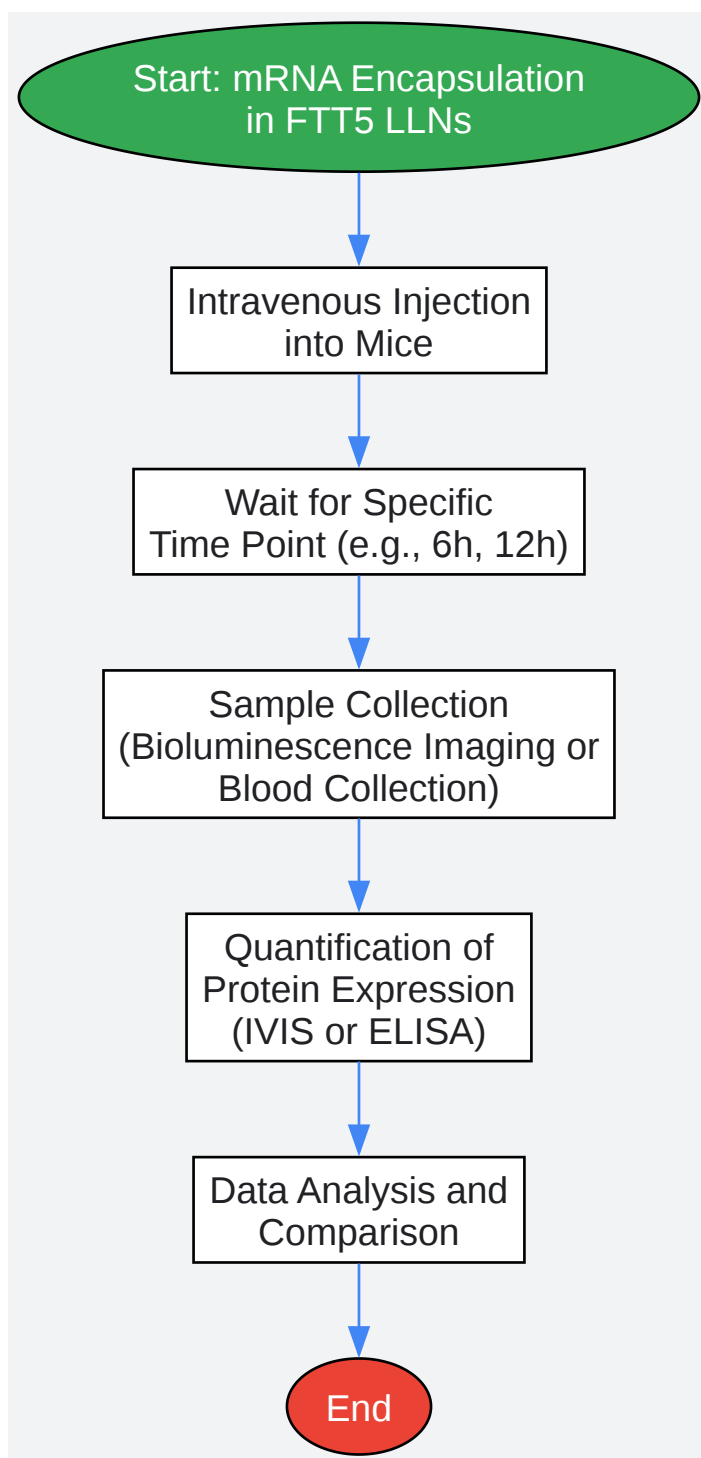 Start: mRNA Encapsulation
in FTT5 LLNs
Intravenous Injection
into Mice
Wait for Specific
Time Point (e.g., 6h, 12h)
Sample Collection
(Bioluminescence Imaging or
Blood Collection)
Quantification of
Protein Expression
(IVIS or ELISA)
Data Analysis and
Comparison
End